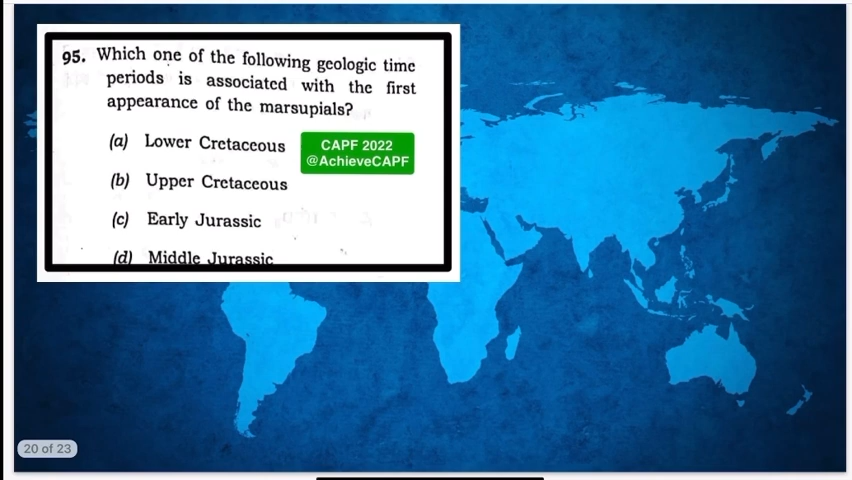 95. Which one of the following geologic time
periods is associated with the first
appearance of the marsupials?
(a) Lower Cretaceous
CAPF 2022
@AchieveCAPF
(b) Upper Cretaceous
(c) Early Jurassic
(d) Middle Jurassic
20 of 23